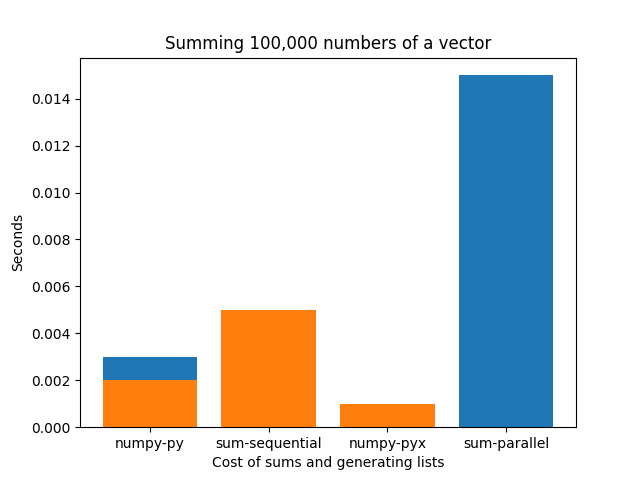 Summing 100,000 numbers of a vector
Seconds
0.014
0.012
0.010
0.008
0.006
0.004
0.002
0.000
numpy-py sum-sequential numpy-pyx sum-parallel
Cost of sums and generating lists